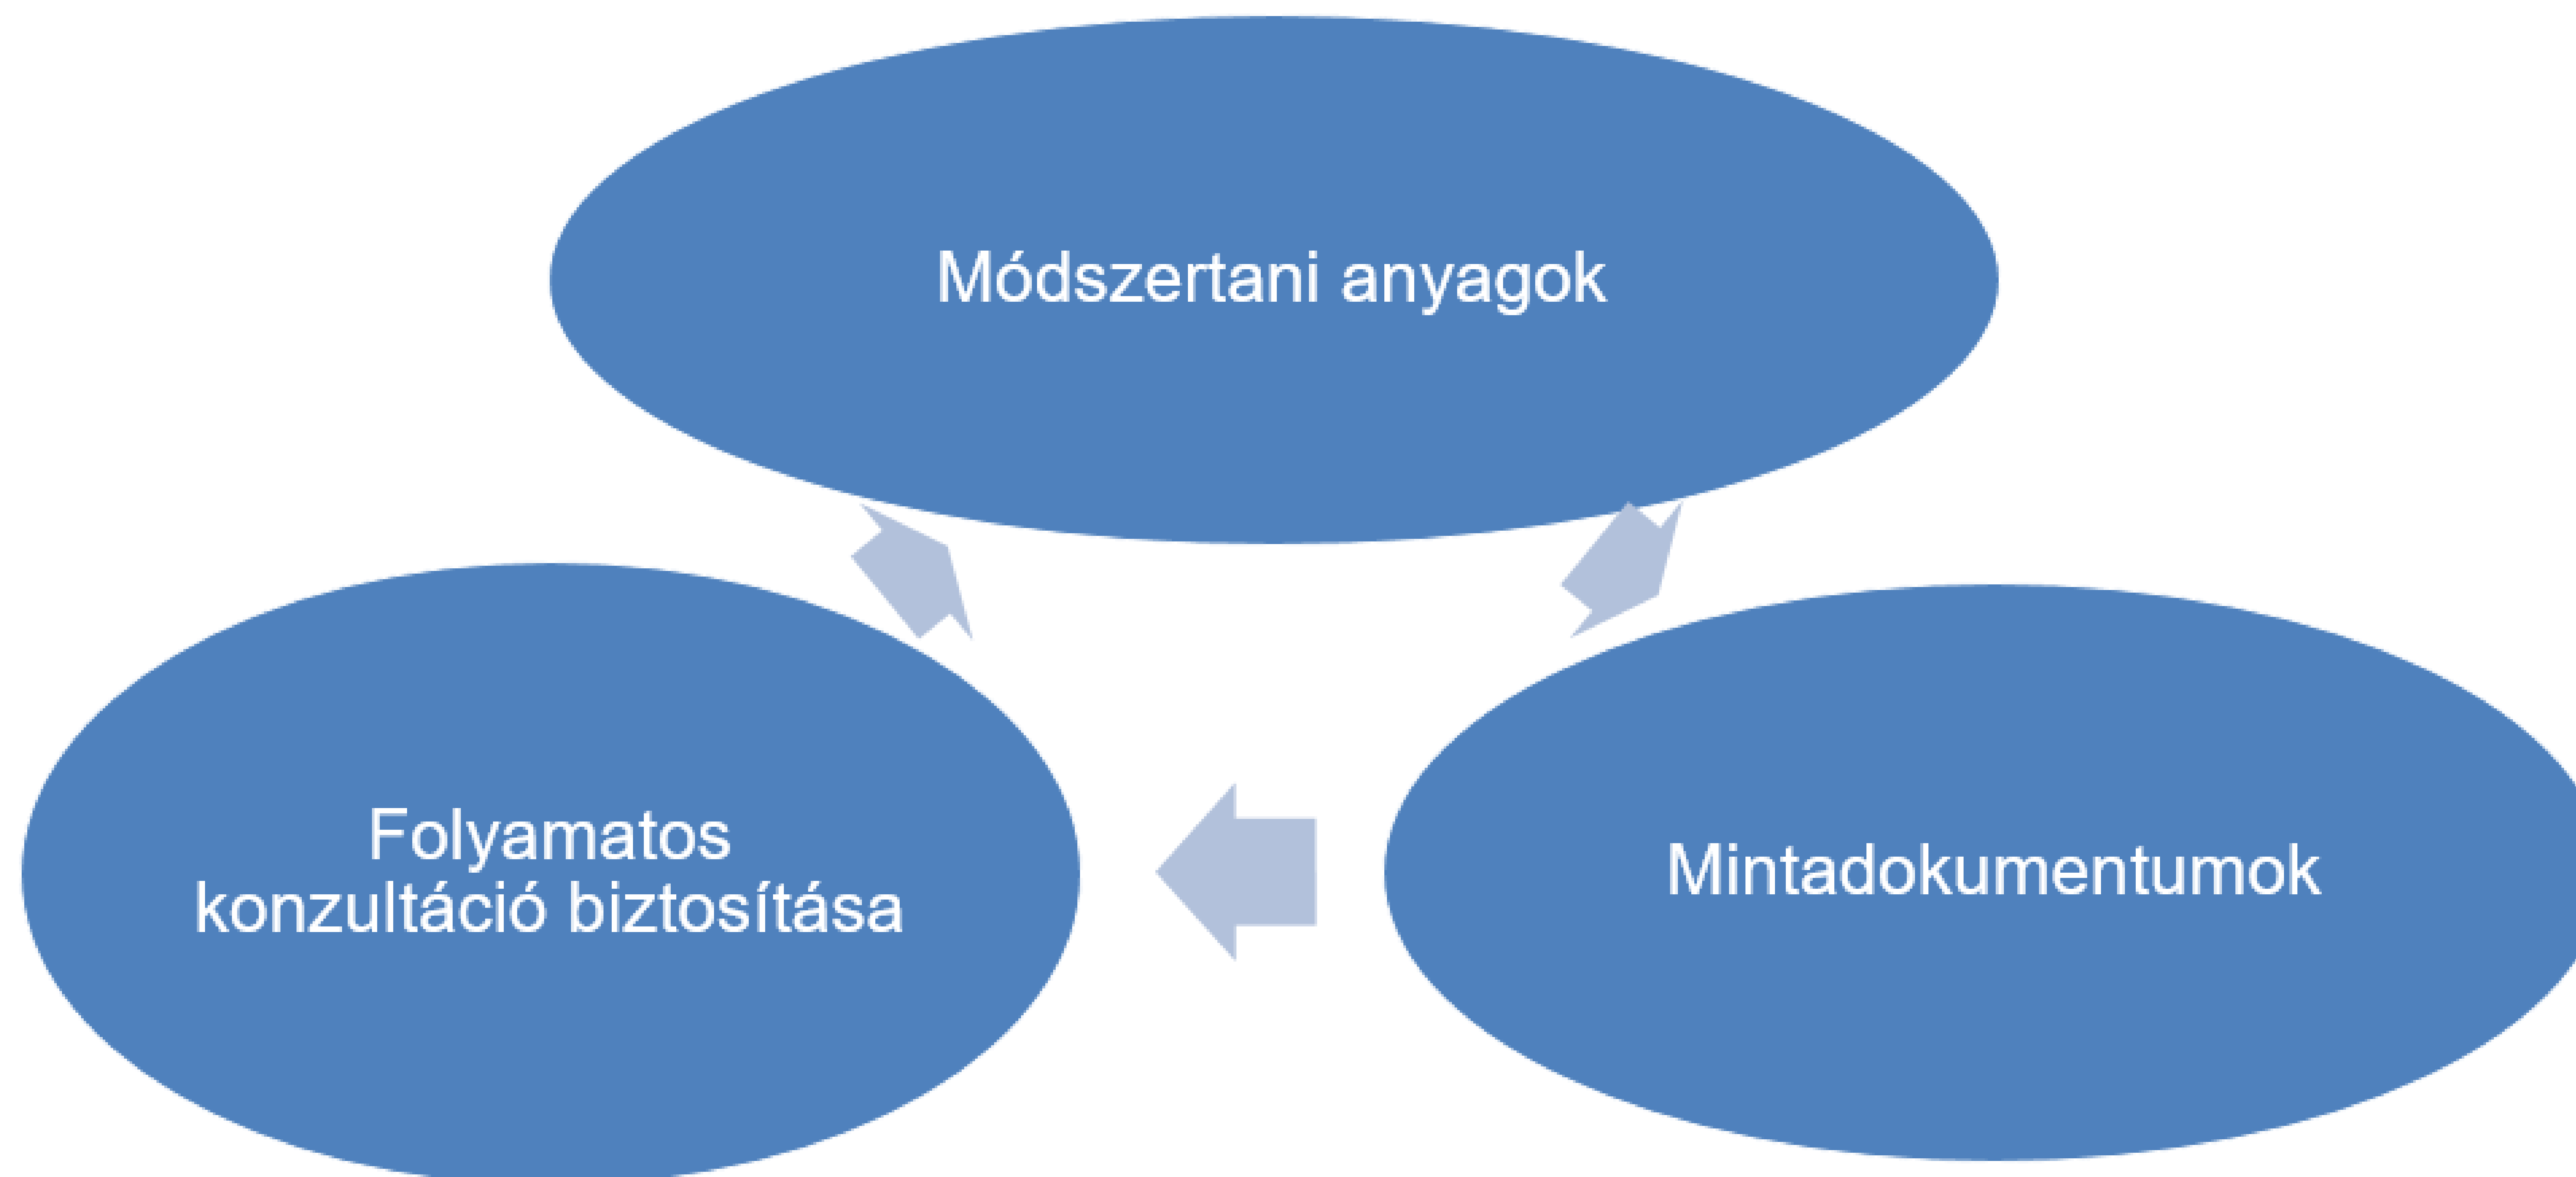 Módszertani anyagok
Folyamatos
konzultáció biztosítása
Mintadokumentumok